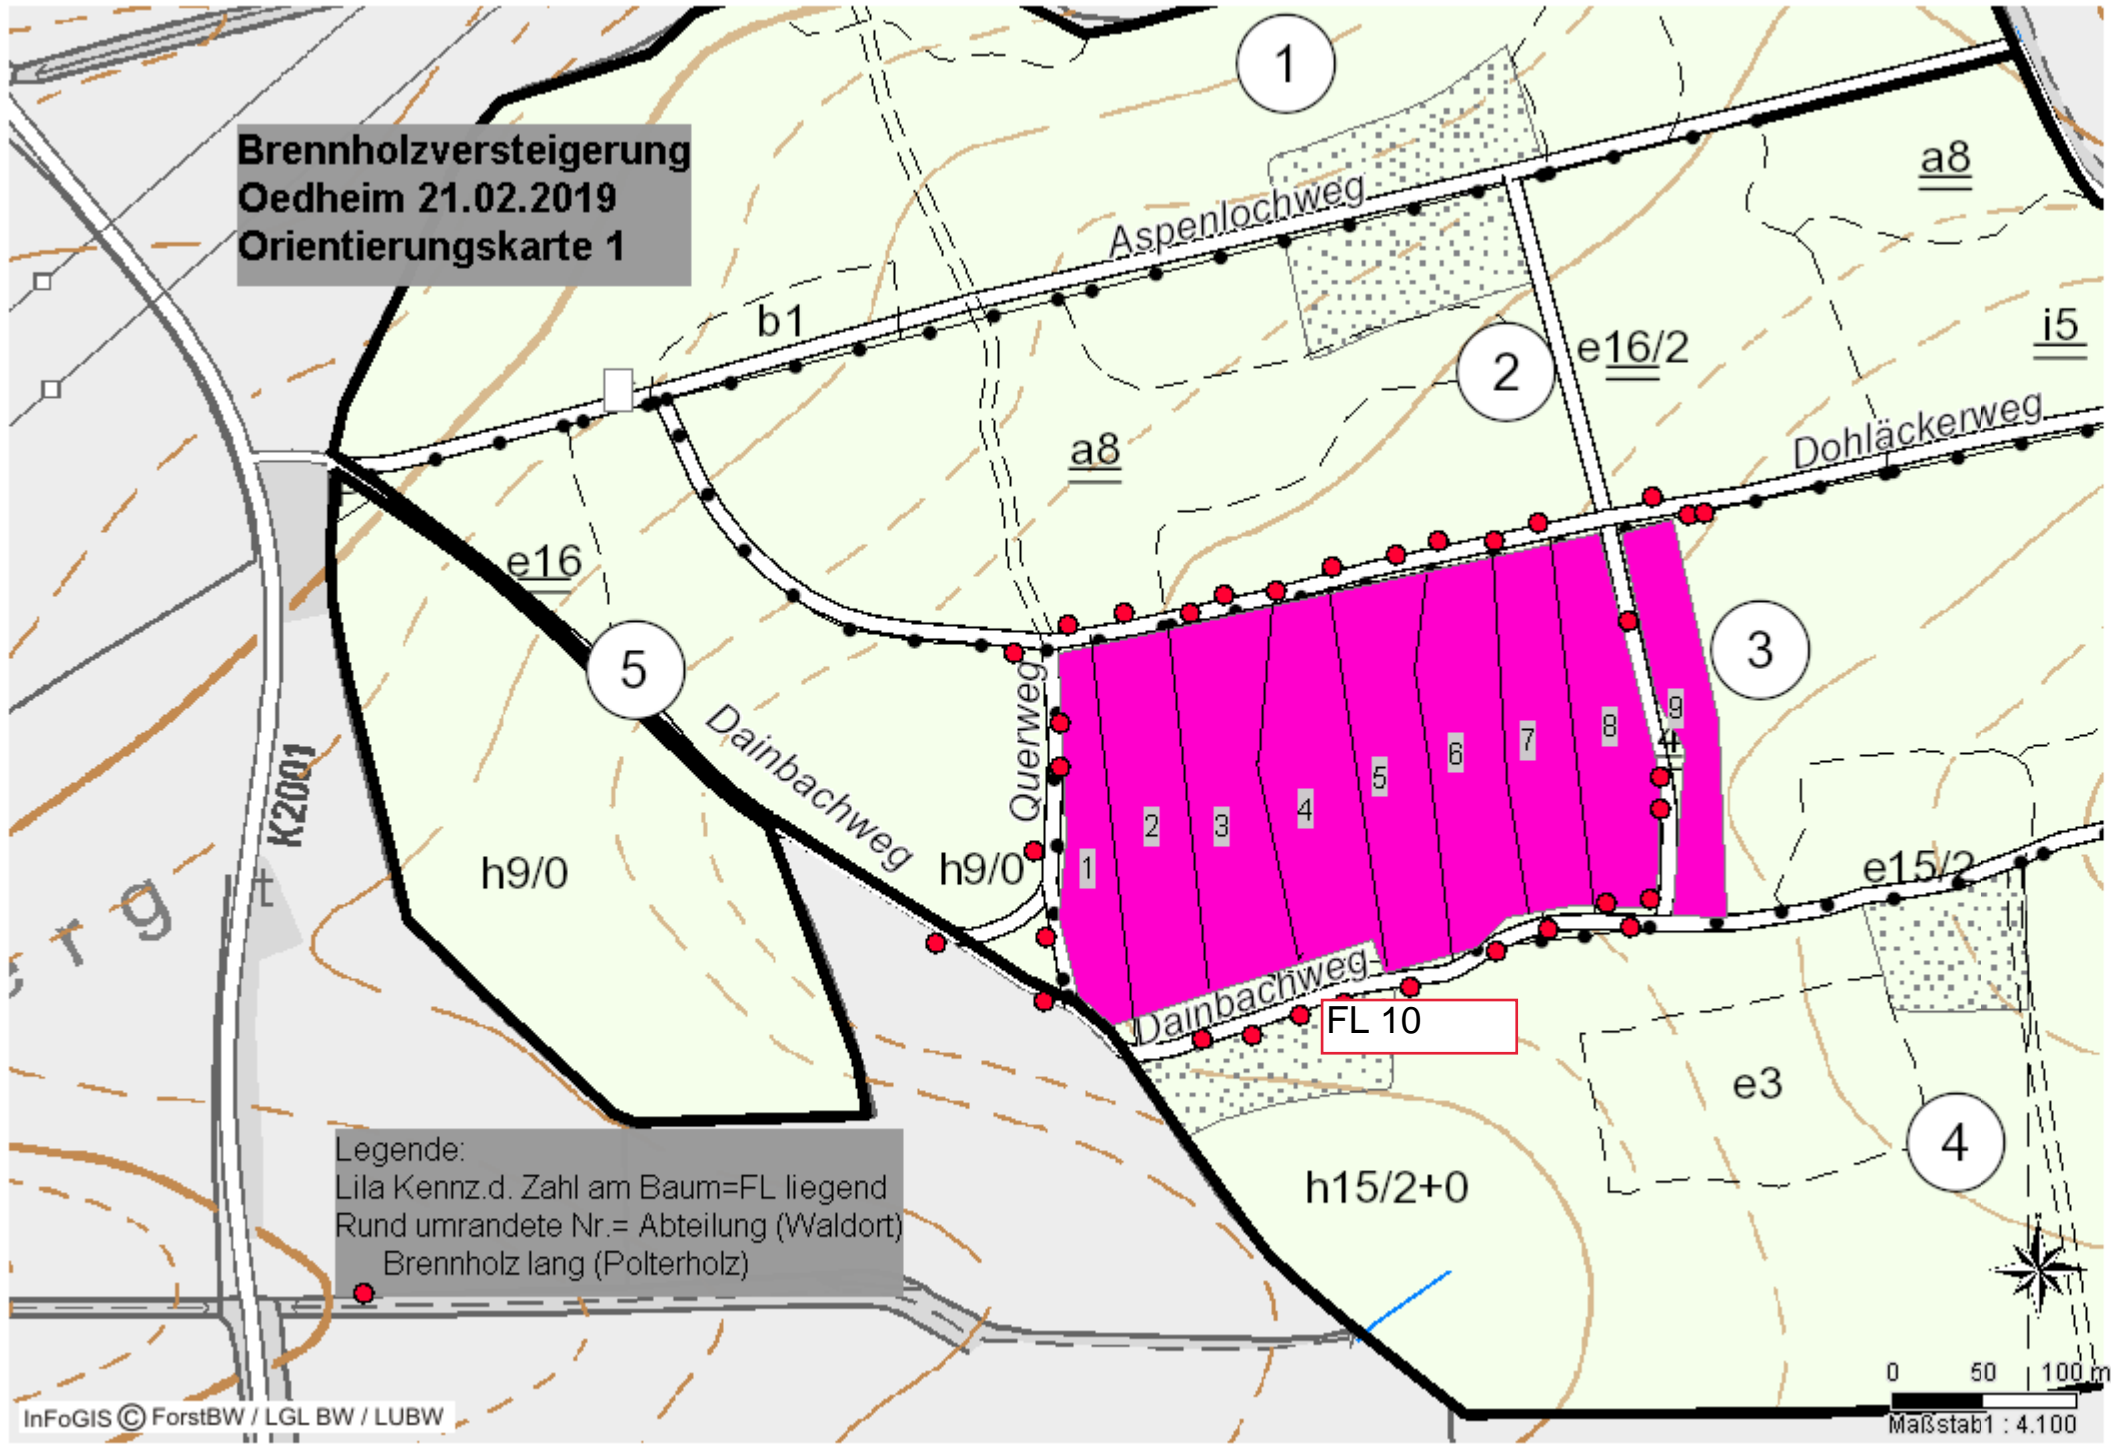 1
Brennholzversteigerung
Oedheim 21.02.2019
Orientierungskarte 1
a8
Aspenlochweg
b1
i5
2
e16/2
Dohläckerweg
a8
e16
5
3
Querweg
Dainbachweg
K2001
9
8
4
7
6
5
4
3
2
1
h9/0
h9/0
e15/2
erg
t
Dainbachweg
FL 10
e3
4
h15/2+0
Legende:
Lila Kennz.d. Zahl am Baum=FL liegend
Rund umrandete Nr.= Abteilung (Waldort)
Brennholz lang (Polterholz)
0 50 100 m
Maßstab1 : 4.100
InFoGIS © ForstBW / LGL BW / LUBW